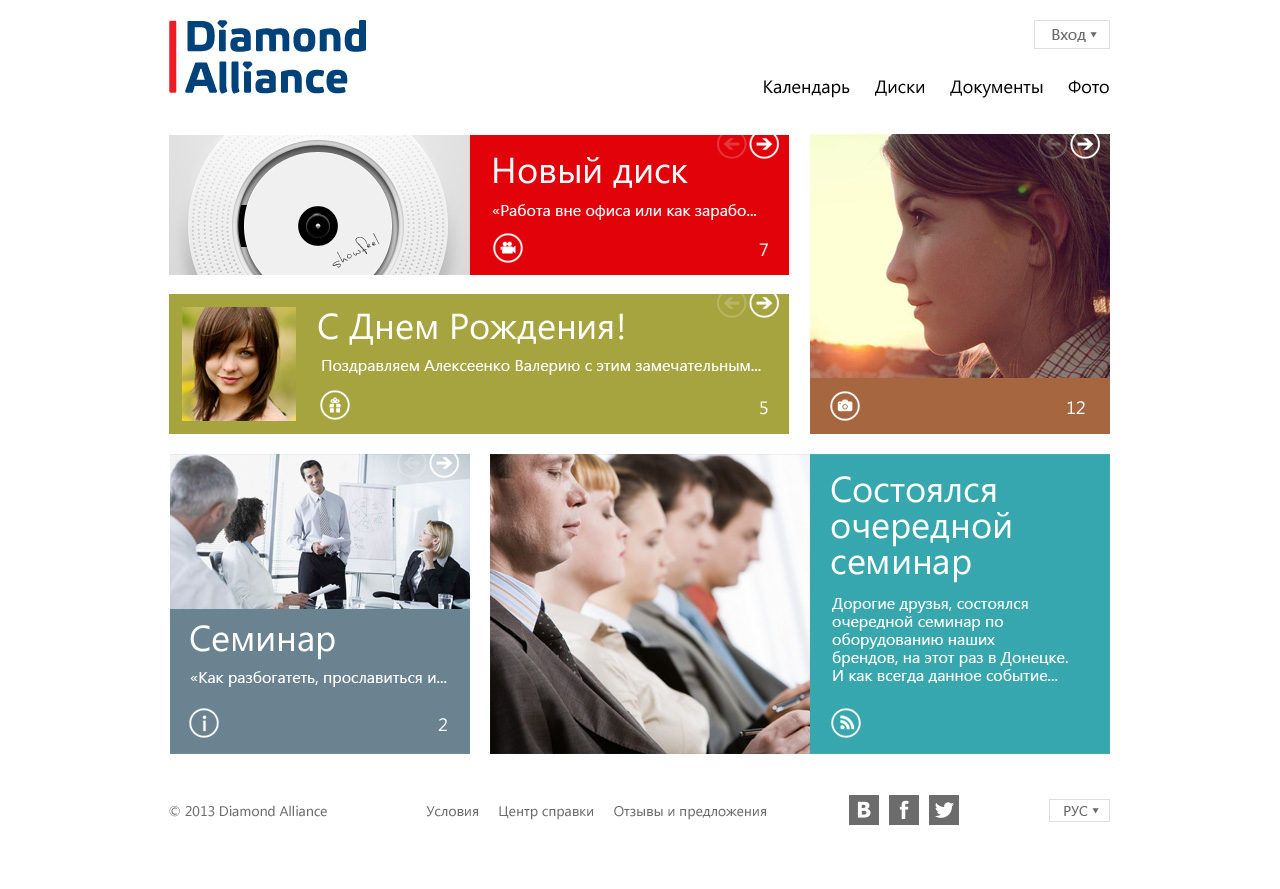 Diamond
Alliance
Вход
Календарь Диски Документы Фото
Новый диск
«Работа вне офиса или как зарабо...
7
showfeel
С Днем Рождения!
Поздравляем Алексеенко Валерию с этим замечательным...
5
12
Семинар
«Как разбогатеть, прославиться и...
2
Состоялся
очередной
семинар
Дорогие друзья, состоялся
очередной семинар по
оборудованию наших
брендов, на этот раз в Донецке.
И как всегда данное событие...
© 2013 Diamond Alliance
Условия Центр справки Отзывы и предложения
РУС